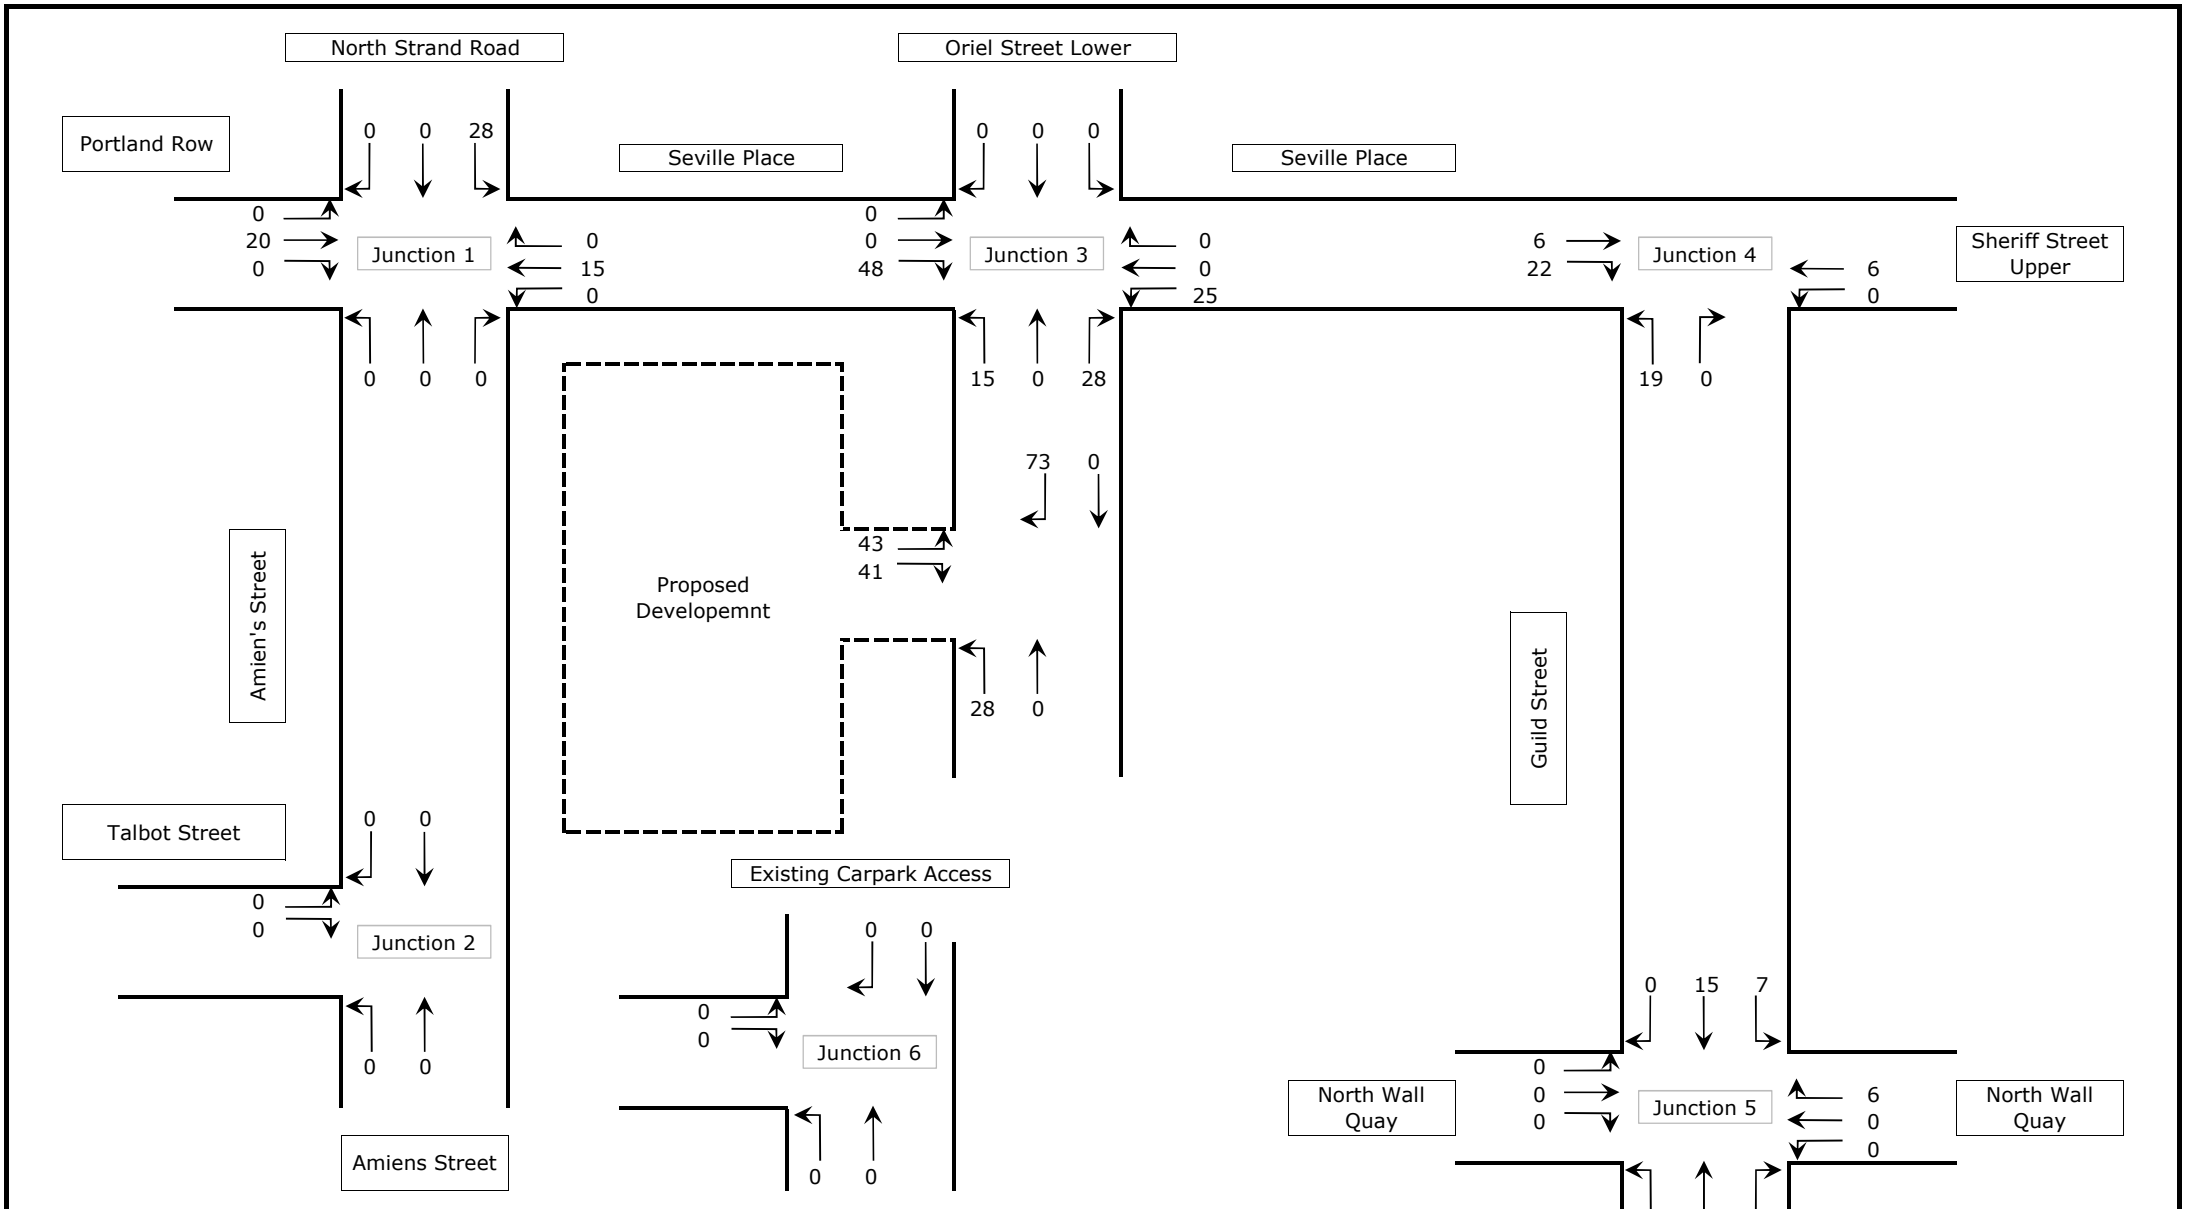 North Strand Road
Oriel Street Lower
Portland Row
0 0 28
Seville Place
0 0 0
Seville Place
0
20
0
Junction 1
0
15
0
0
0
48
Junction 3
0
0
25
6
22
Junction 4
6
0
Sheriff Street
Upper
0 0 0
15 0 28
19 0
73 0
43
41
Proposed
Developemnt
Amien's Street
28 0
Guild Street
Talbot Street
0 0
0
0
Junction 2
0 0
Amiens Street
Existing Carpark Access
0 0
0
0
Junction 6
0 0
0 15 7
North Wall
Quay
0
0
0
Junction 5
6
0
0
North Wall
Quay